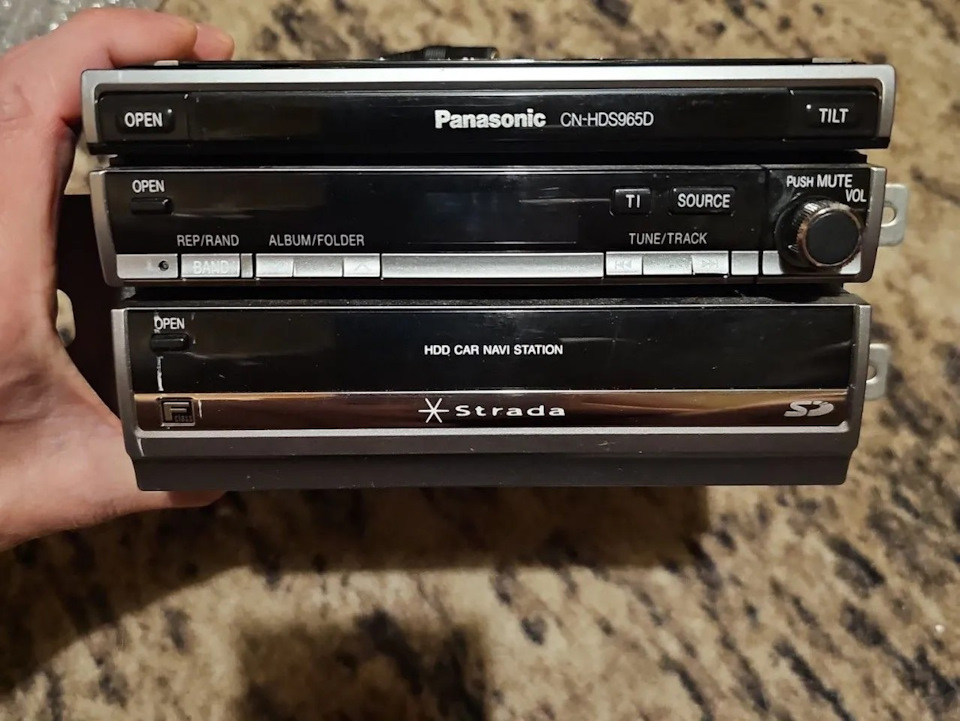 OPEN Panasonic CN-HDS965D TILT
OPEN TI SOURCE PUSH MUTE
VOL
REP/RAND ALBUM/FOLDER TUNE/TRACK
BAND
OPEN
HDD CAR NAVI STATION
F Strada SD